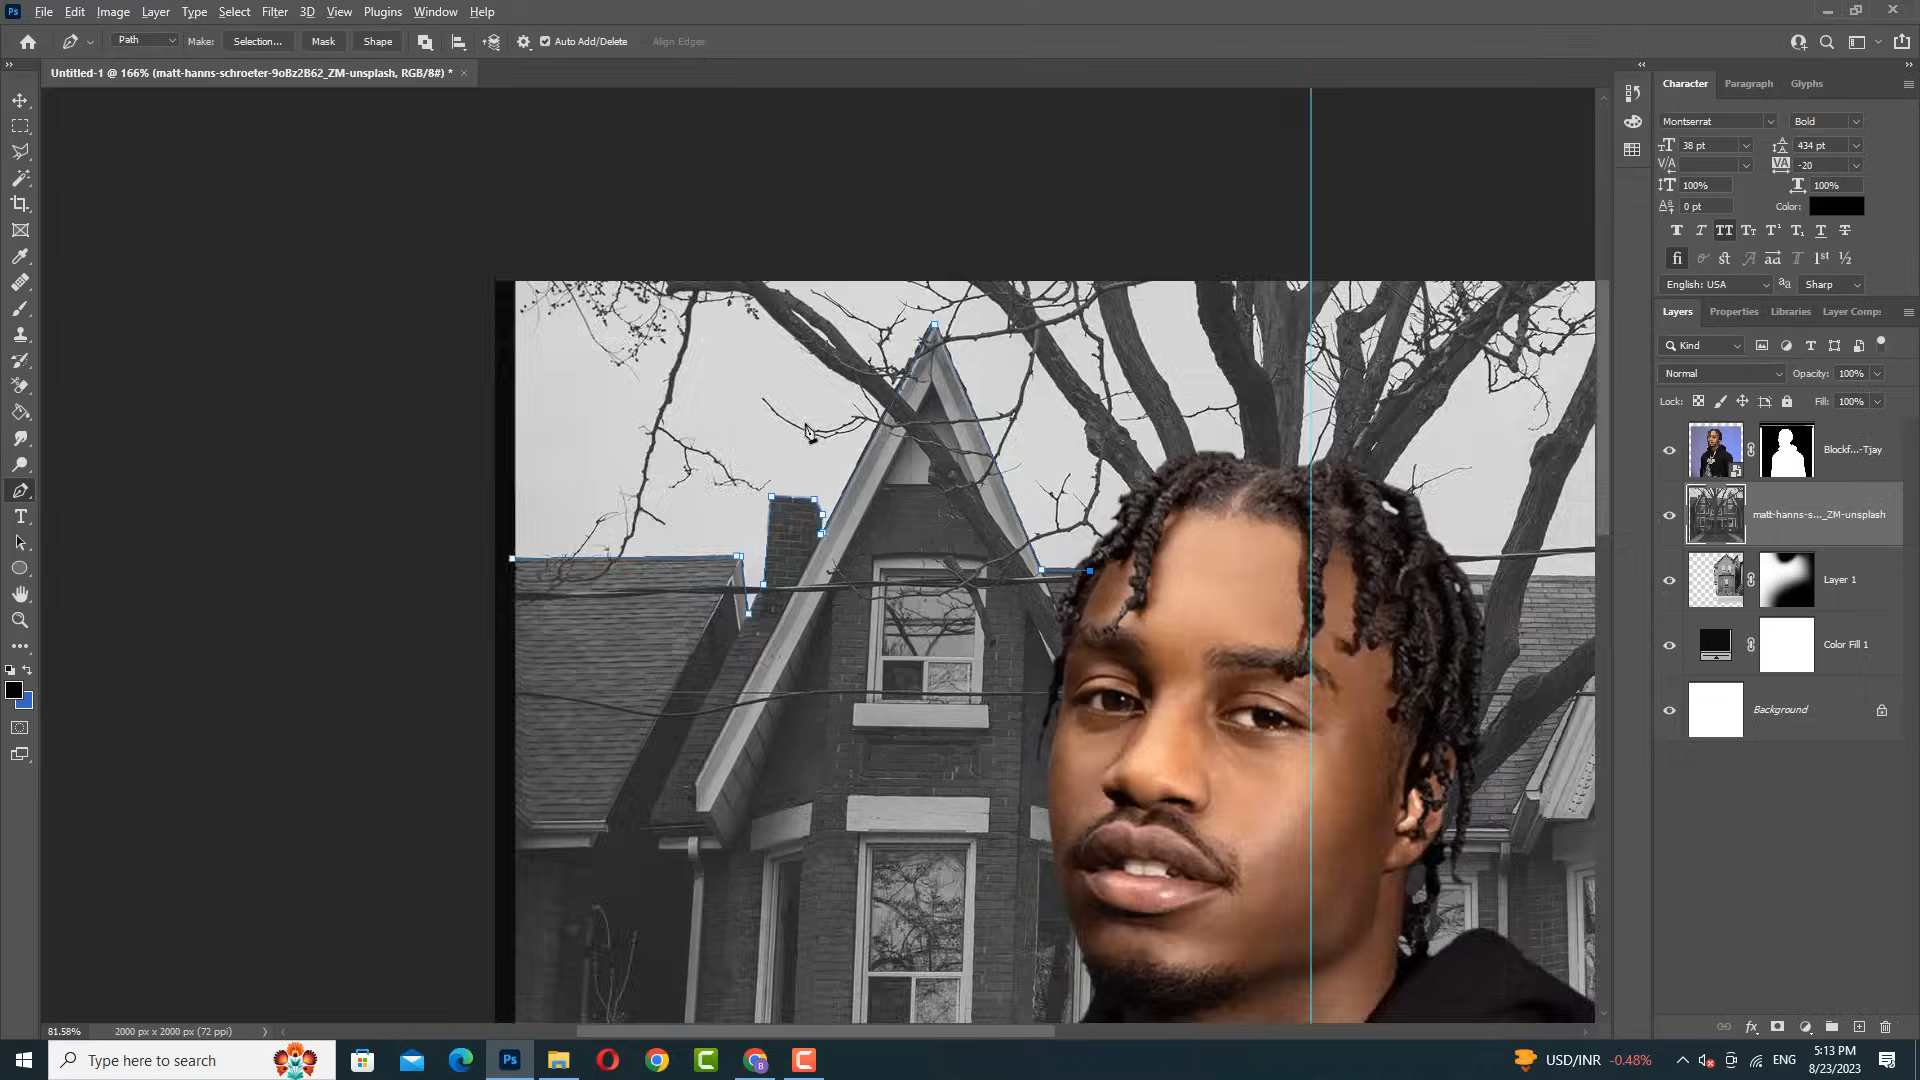 Ps File Edit Image Layer Type Select Filter 3D View Plugins Window Help
Path Make: Selection... Mask Shape Auto Add/Delete Align Edges
Untitled-1 @ 166% (matt-hanns-schroeter-9oBz2B62_ZM-unsplash, RGB/8#) *
Character Paragraph Glyphs
Montserrat Bold
38 pt 434 pt
-20
100% 100%
0 pt Color:
English: USA Sharp
Layers Properties Libraries Layer Comps
Kind
Normal Opacity: 100%
Lock: Fill: 100%
Blockf...-Tjay
matt-hanns-s..._ZM-unsplash
Layer 1
Color Fill 1
Background
81.58% 2000 px x 2000 px (72 ppi)
Type here to search
Ps
USD/INR -0.48%
ENG
5:13 PM
8/23/2023